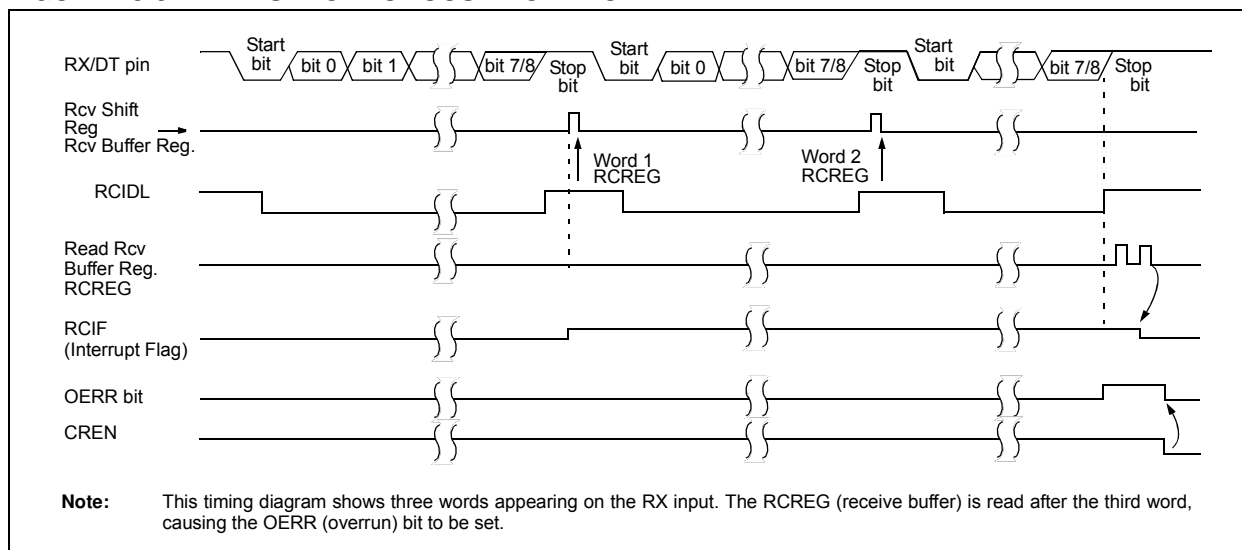 Start
bit
bit 0
bit 1
bit 7/8
Stop
bit
Start
bit
bit 0
bit 7/8
Stop
bit
Start
bit
bit 7/8
Stop
bit
RX/DT pin
Rcv Shift
Reg
Rcv Buffer Reg.
Word 1
RCREG
Word 2
RCREG
RCIDL
Read Rcv
Buffer Reg.
RCREG
RCIF
(Interrupt Flag)
OERR bit
CREN
Note: This timing diagram shows three words appearing on the RX input. The RCREG (receive buffer) is read after the third word,
causing the OERR (overrun) bit to be set.